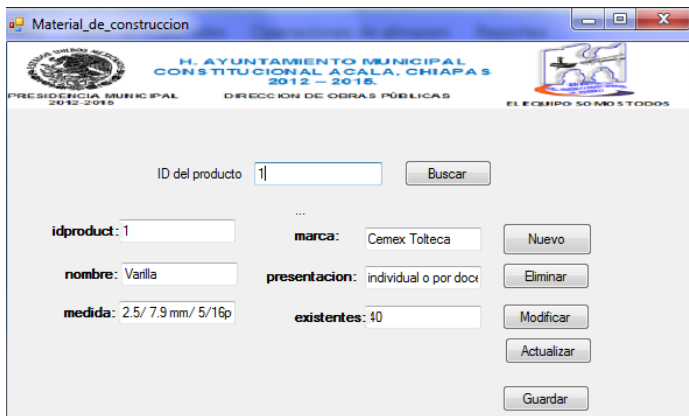 Material_de_construccion
H. AYUNTAMIENTO MUNICIPAL
CONSTITUCIONAL ACALA, CHIAPAS
2012 – 2015.
PRESIDENCIA MUNICIPAL DIRECCION DE OBRAS PÚBLICAS
2012-2015
EL EQUIPO SOMOS TODOS
ID del producto 1 Buscar
...
idproduct: 1 marca: Cemex Tolteca Nuevo
nombre: Varilla presentacion: individual o por doce Eliminar
medida: 2.5/ 7.9 mm/ 5/16p existentes: 40 Modificar
Actualizar
Guardar